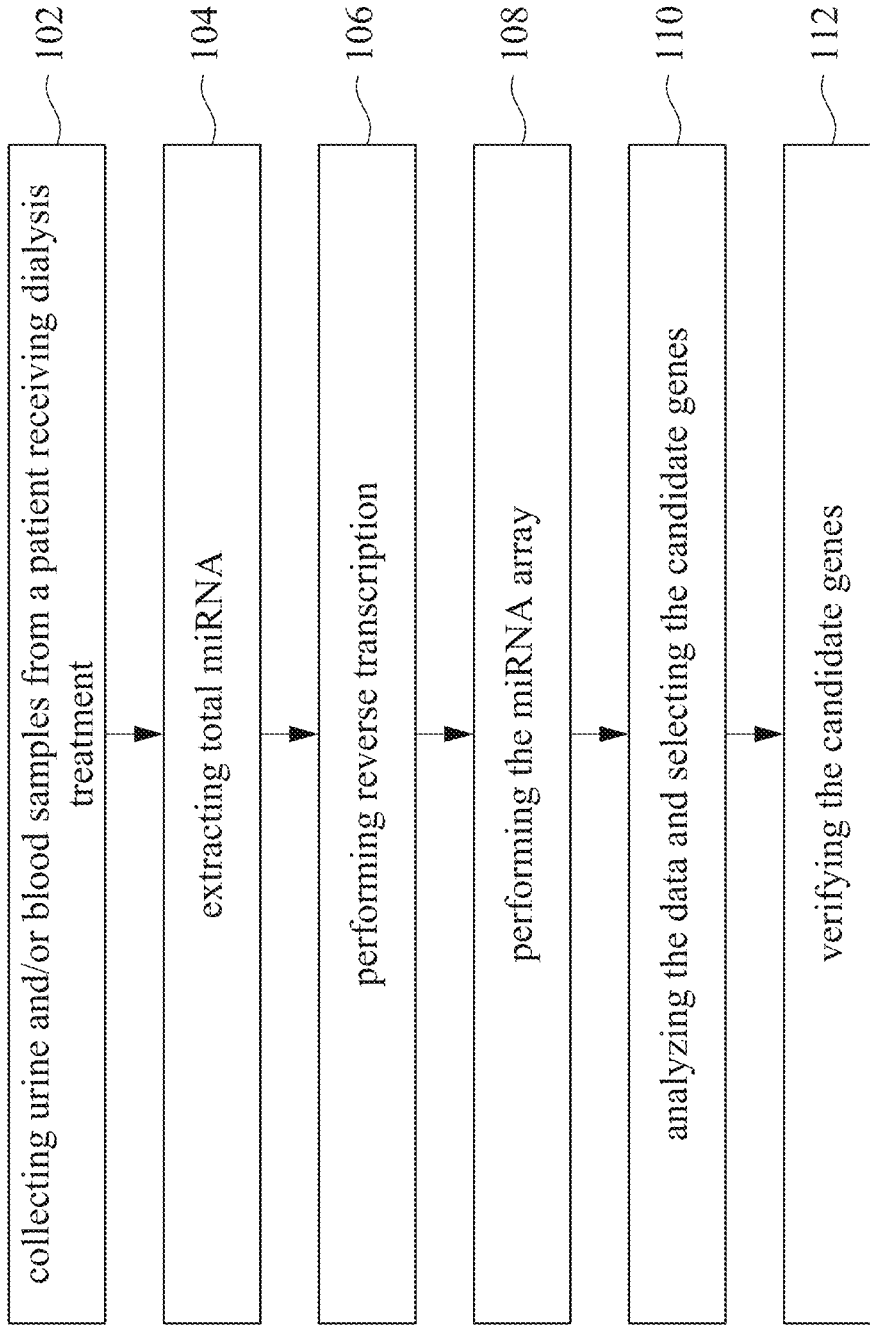 collecting urine and/or blood samples from a patient receiving dialysis
treatment
102
extracting total miRNA
104
performing reverse transcription
106
performing the miRNA array
108
analyzing the data and selecting the candidate genes
110
verifying the candidate genes
112